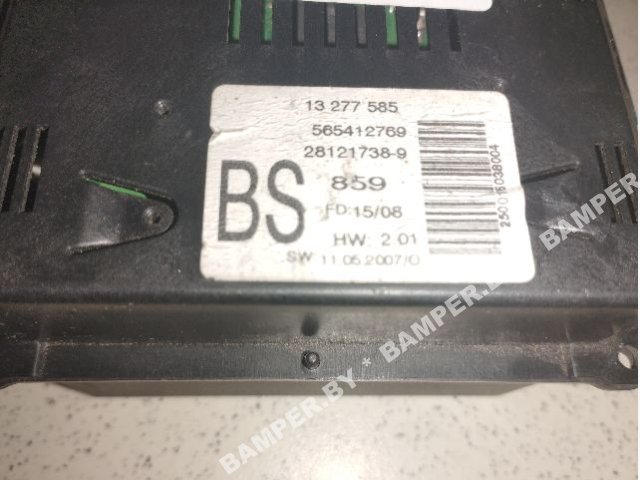 13 277 585
565412769
28121738-9
BS
859
FD: 15/08
HW: 2.01
SW 11.05.2007/0
BAMPER.BY * BAMPER.BY * BAMPER